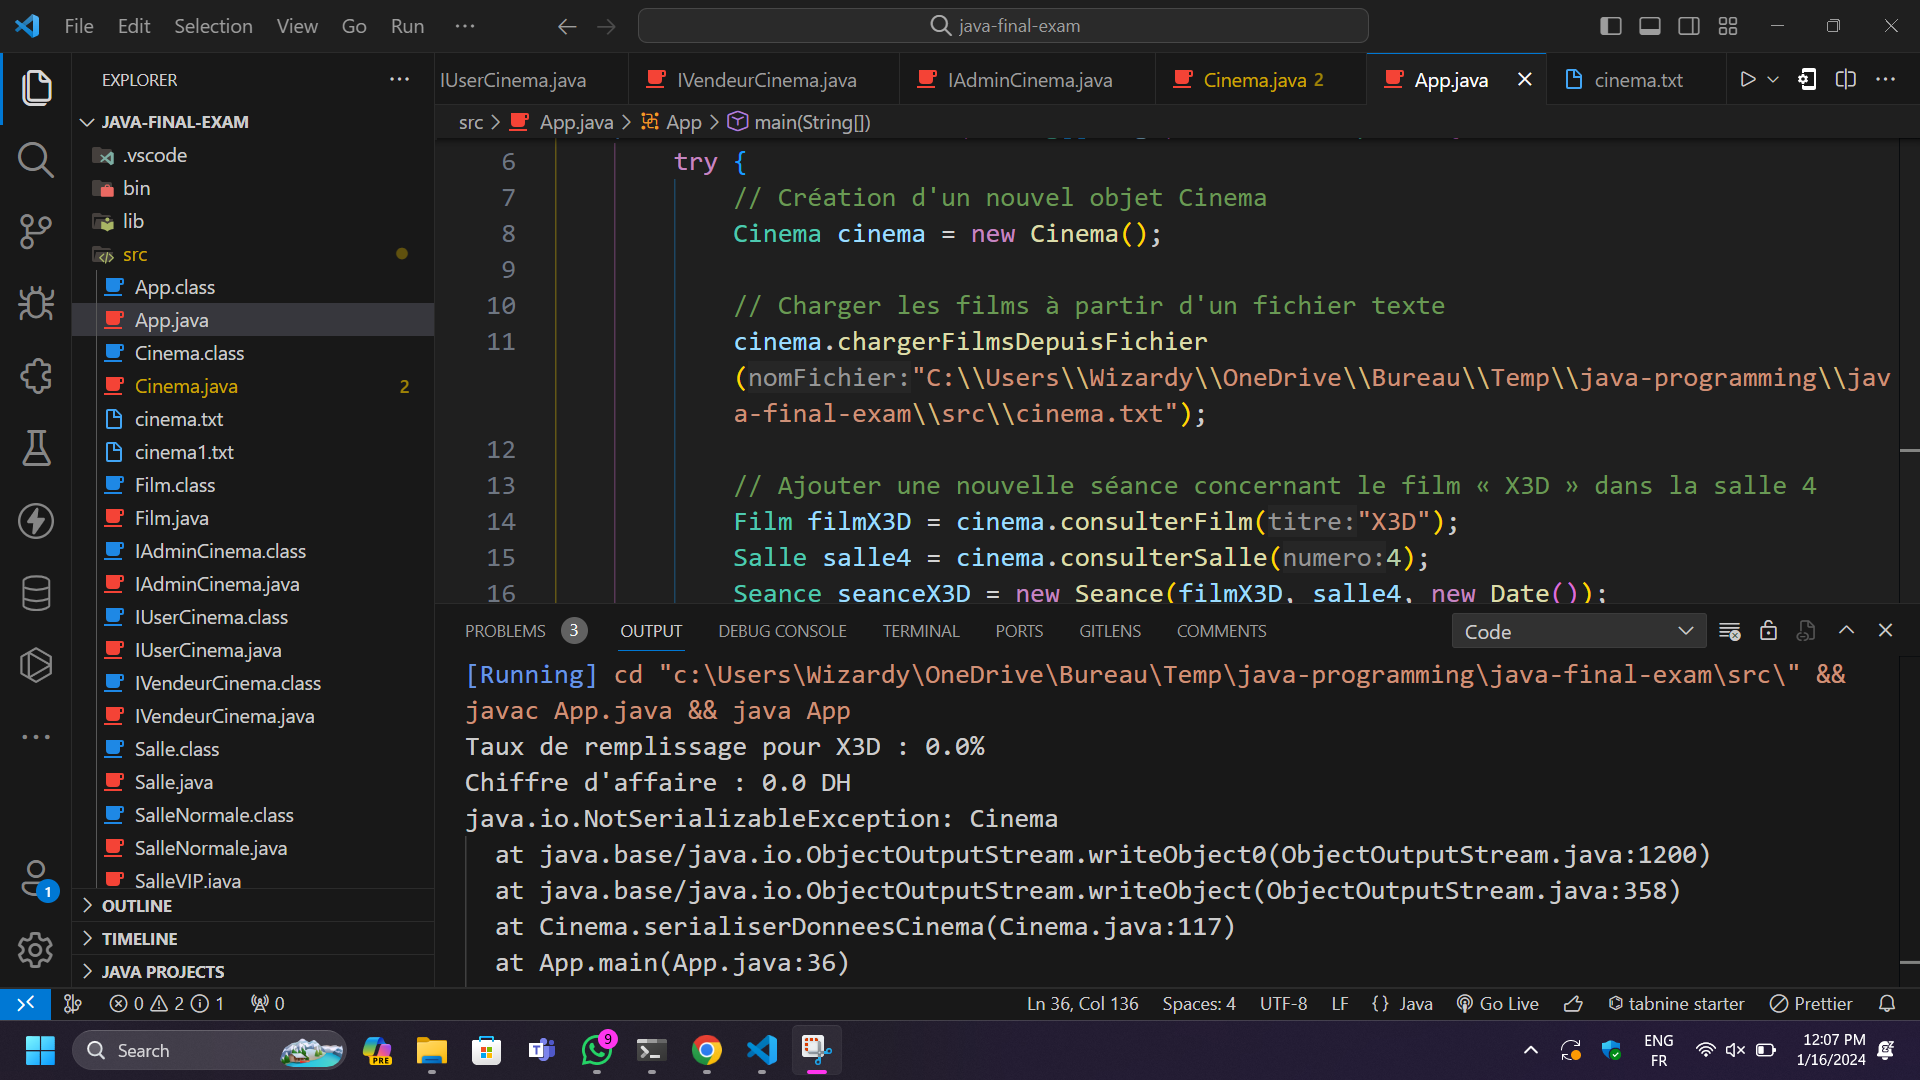 File Edit Selection View Go Run ···
java-final-exam
EXPLORER
IUserCinema.java
IVendeurCinema.java
IAdminCinema.java
Cinema.java 2
App.java
cinema.txt
src > App.java > App > main(String[])
JAVA-FINAL-EXAM
.vscode
bin
lib
src
App.class
App.java
Cinema.class
Cinema.java 2
cinema.txt
cinema1.txt
Film.class
Film.java
IAdminCinema.class
IAdminCinema.java
IUserCinema.class
IUserCinema.java
IVendeurCinema.class
IVendeurCinema.java
Salle.class
Salle.java
SalleNormale.class
SalleNormale.java
SalleVIP.java
OUTLINE
TIMELINE
JAVA PROJECTS
1
6 try {
7 // Création d'un nouvel objet Cinema
8 Cinema cinema = new Cinema();
9
10 // Charger les films à partir d'un fichier texte
11 cinema.chargerFilmsDepuisFichier
(nomFichier:"C:\\Users\\Wizardy\\OneDrive\\Bureau\\Temp\\java-programming\\jav
a-final-exam\\src\\cinema.txt");
12
13 // Ajouter une nouvelle séance concernant le film « X3D » dans la salle 4
14 Film filmX3D = cinema.consulterFilm(titre:"X3D");
15 Salle salle4 = cinema.consulterSalle(numero:4);
16 Seance seanceX3D = new Seance(filmX3D, salle4, new Date());
PROBLEMS 3 OUTPUT DEBUG CONSOLE TERMINAL PORTS GITLENS COMMENTS
Code
[Running] cd "c:\Users\Wizardy\OneDrive\Bureau\Temp\java-programming\java-final-exam\src\" &&
javac App.java && java App
Taux de remplissage pour X3D : 0.0%
Chiffre d'affaire : 0.0 DH
java.io.NotSerializableException: Cinema
at java.base/java.io.ObjectOutputStream.writeObject0(ObjectOutputStream.java:1200)
at java.base/java.io.ObjectOutputStream.writeObject(ObjectOutputStream.java:358)
at Cinema.serialiserDonneesCinema(Cinema.java:117)
at App.main(App.java:36)
0 2 1 0
Ln 36, Col 136 Spaces: 4 UTF-8 LF {} Java Go Live tabnine starter Prettier
Search
PRE
9
ENG
FR
12:07 PM
1/16/2024